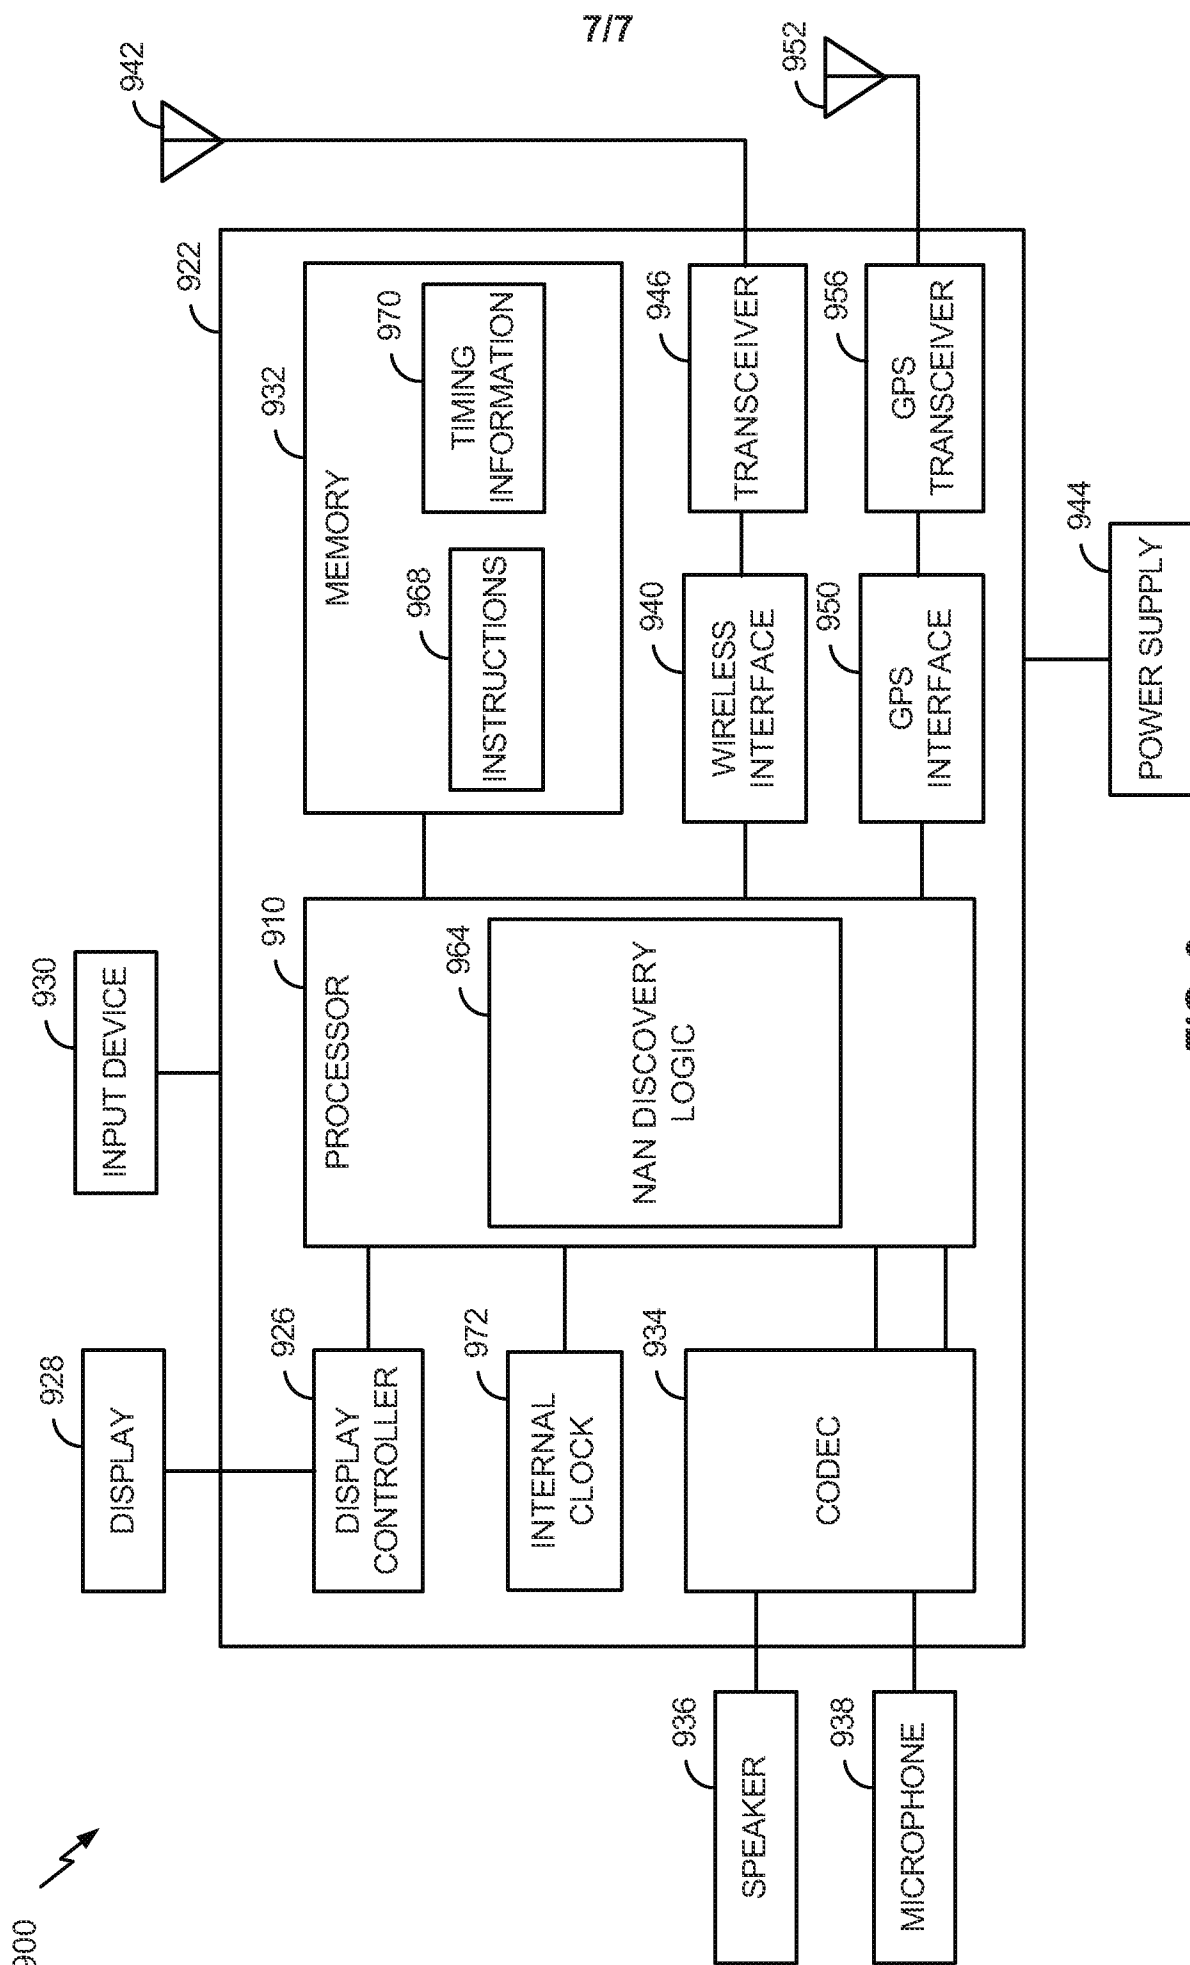 7/7
900
928
DISPLAY
930
INPUT DEVICE
942
922
926
DISPLAY
CONTROLLER
910
PROCESSOR
932
MEMORY
972
INTERNAL
CLOCK
964
NAN DISCOVERY
LOGIC
968
INSTRUCTIONS
970
TIMING
INFORMATION
936
SPEAKER
934
CODEC
940
WIRELESS
INTERFACE
946
TRANSCEIVER
952
938
MICROPHONE
950
GPS
INTERFACE
956
GPS
TRANSCEIVER
944
POWER SUPPLY